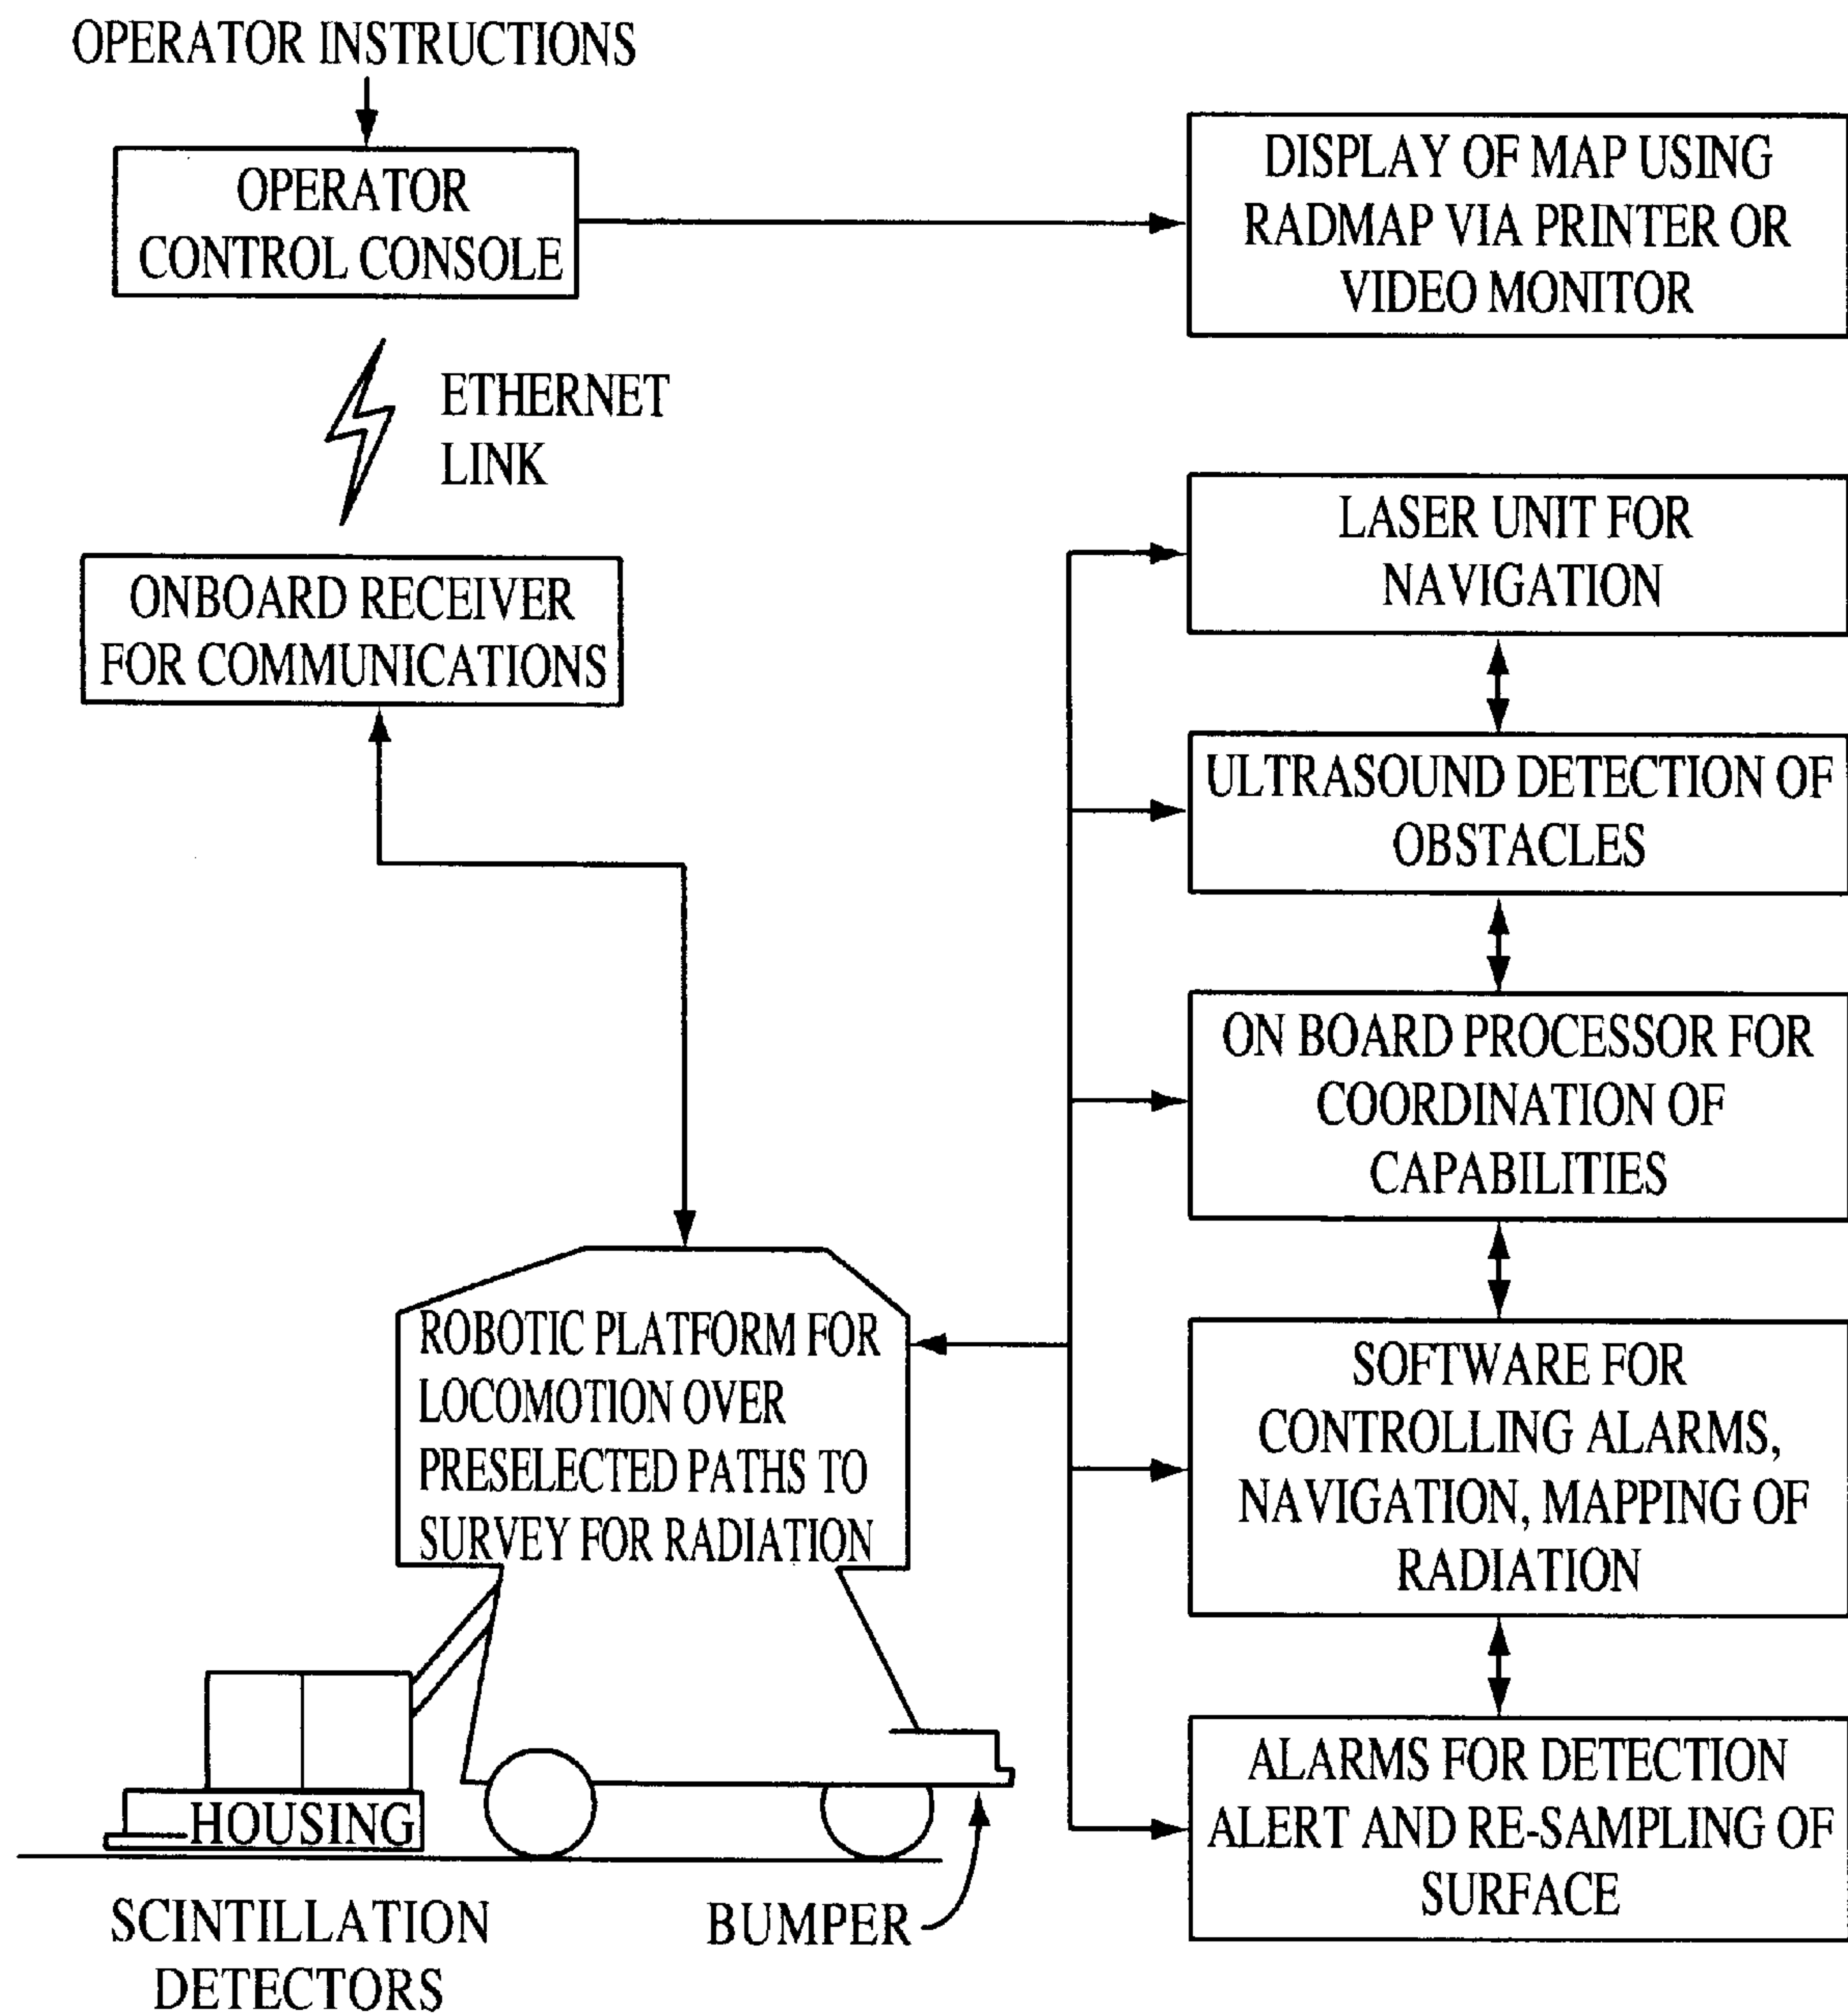 OPERATOR INSTRUCTIONS
OPERATOR
CONTROL CONSOLE
DISPLAY OF MAP USING
RADMAP VIA PRINTER OR
VIDEO MONITOR
ETHERNET
LINK
ONBOARD RECEIVER
FOR COMMUNICATIONS
LASER UNIT FOR
NAVIGATION
ULTRASOUND DETECTION OF
OBSTACLES
ON BOARD PROCESSOR FOR
COORDINATION OF
CAPABILITIES
ROBOTIC PLATFORM FOR
LOCOMOTION OVER
PRESELECTED PATHS TO
SURVEY FOR RADIATION
SOFTWARE FOR
CONTROLLING ALARMS,
NAVIGATION, MAPPING OF
RADIATION
ALARMS FOR DETECTION
ALERT AND RE-SAMPLING OF
SURFACE
HOUSING
SCINTILLATION
DETECTORS
BUMPER